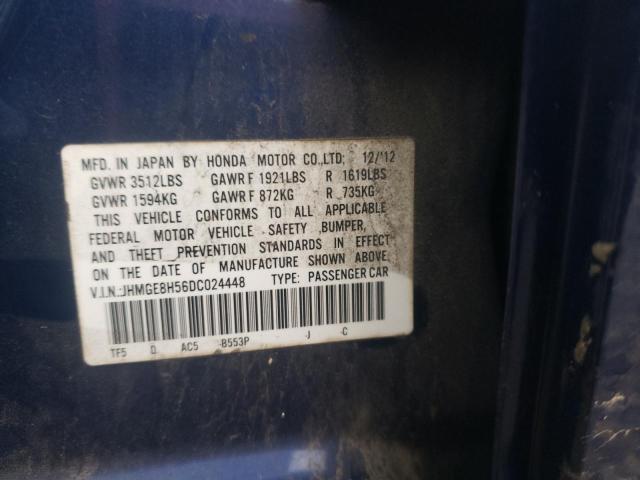 MFD. IN JAPAN BY HONDA MOTOR CO.,LTD; 12/'12
GVWR 3512LBS GAWR F 1921LBS R 1619LBS
GVWR 1594KG GAWR F 872KG R 735KG
THIS VEHICLE CONFORMS TO ALL APPLICABLE
FEDERAL MOTOR VEHICLE SAFETY ,BUMPER,
AND THEFT PREVENTION STANDARDS IN EFFECT
ON THE DATE OF MANUFACTURE SHOWN ABOVE.
V.I.N.:JHMGE8H56DC024448 TYPE: PASSENGER CAR
TF5 D AC5 -B553P -J -C